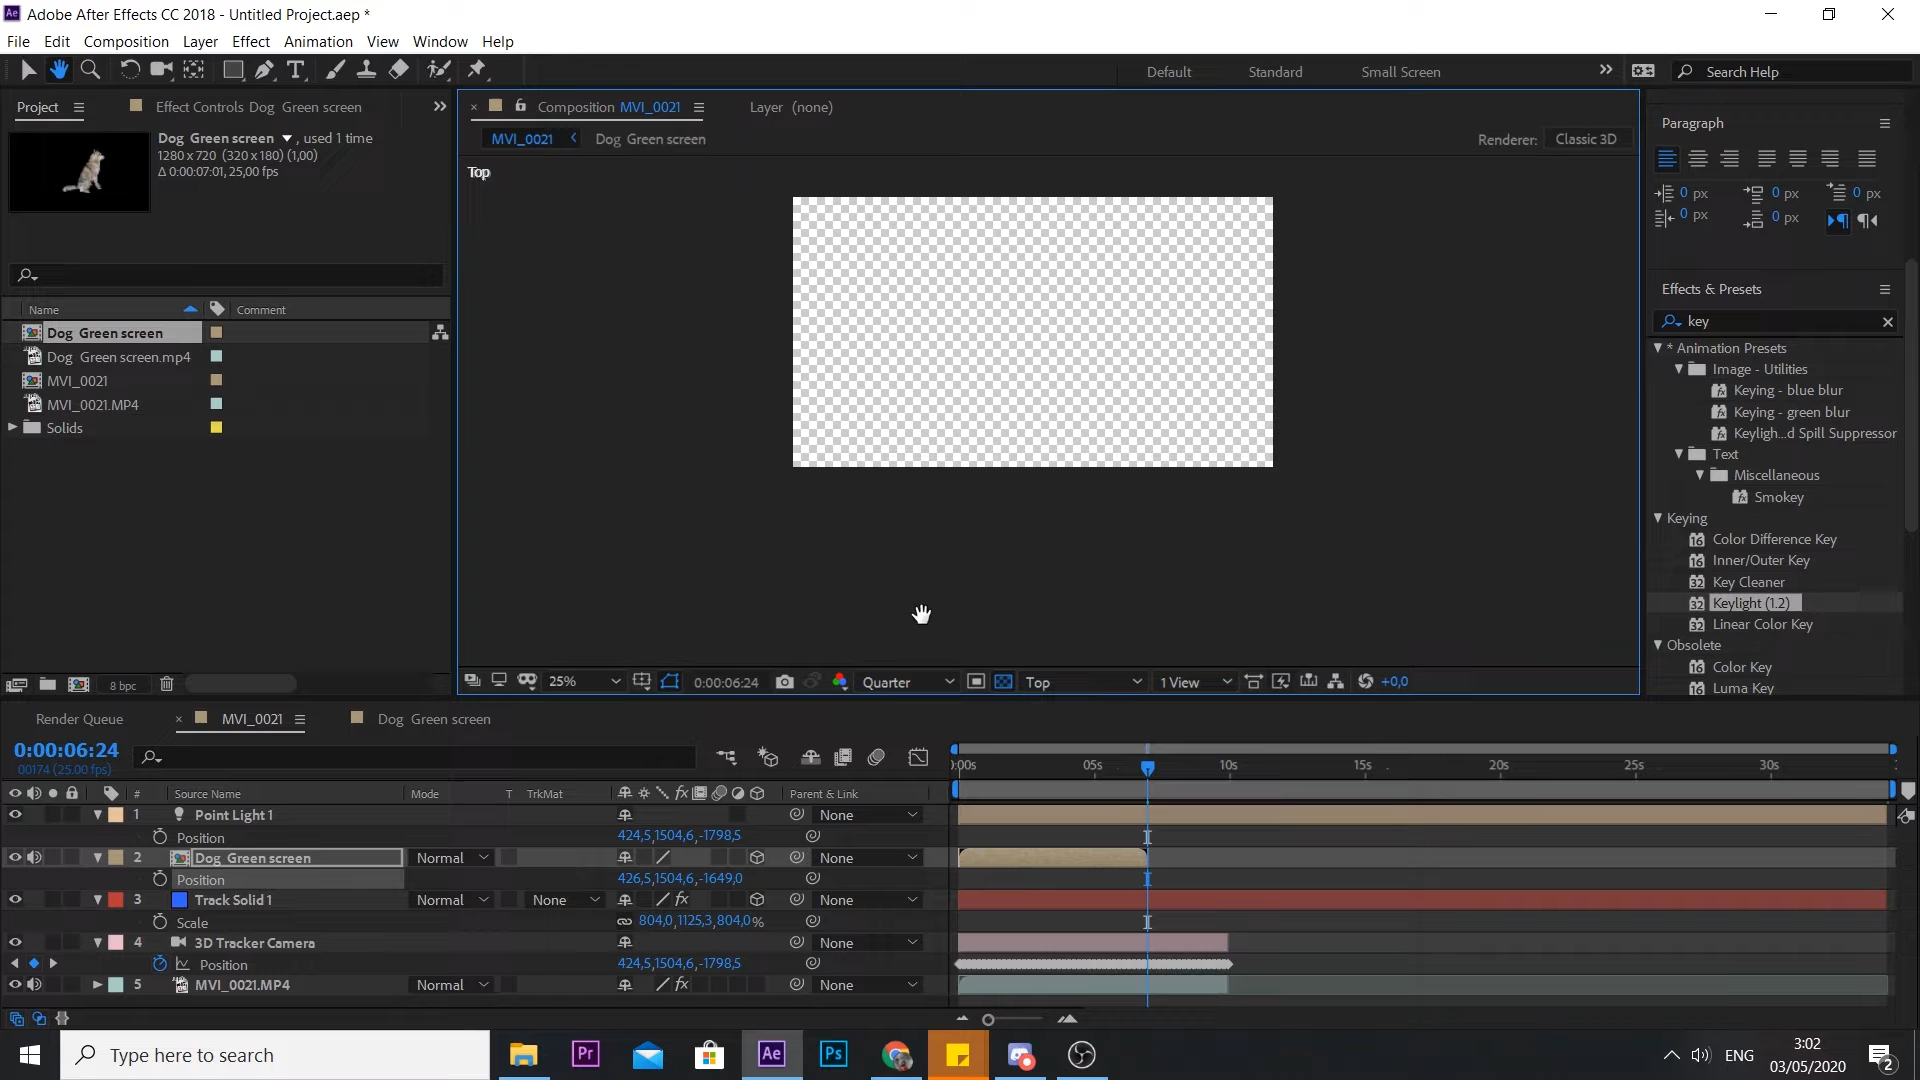 Adobe After Effects CC 2018 - Untitled Project.aep *
File Edit Composition Layer Effect Animation View Window Help
Default Standard Small Screen Search Help
Project Effect Controls Dog Green screen
Dog Green screen , used 1 time
1280 x 720 (320 x 180) (1,00)
Δ 0:00:07:01, 25,00 fps
Name Comment
Dog Green screen
Dog Green screen.mp4
MVI_0021
MVI_0021.MP4
Solids
8 bpc
Composition MVI_0021 Layer (none)
MVI_0021 Dog Green screen Renderer: Classic 3D
Top
25% 0:00:06:24 Quarter Top 1 View +0,0
Paragraph
0 px 0 px 0 px
0 px 0 px
Effects & Presets
key
* Animation Presets
Image - Utilities
Keying - blue blur
Keying - green blur
Keyligh...d Spill Suppressor
Text
Miscellaneous
Smokey
Keying
Color Difference Key
Inner/Outer Key
Key Cleaner
Keylight (1.2)
Linear Color Key
Obsolete
Color Key
Luma Key
Render Queue MVI_0021 Dog Green screen
0:00:06:24
00174 (25.00 fps)
):00s 05s 10s 15s 20s 25s 30s
# Source Name Mode T TrkMat Parent & Link
1 Point Light 1 None
Position 424,5,1504,6,-1798,5
2 Dog Green screen Normal None
Position 426,5,1504,6,-1649,0
3 Track Solid 1 Normal None None
Scale 804,0,1125,3,804,0%
4 3D Tracker Camera None
Position 424,5,1504,6,-1798,5
5 MVI_0021.MP4 Normal None
Type here to search
ENG
3:02
03/05/2020
2